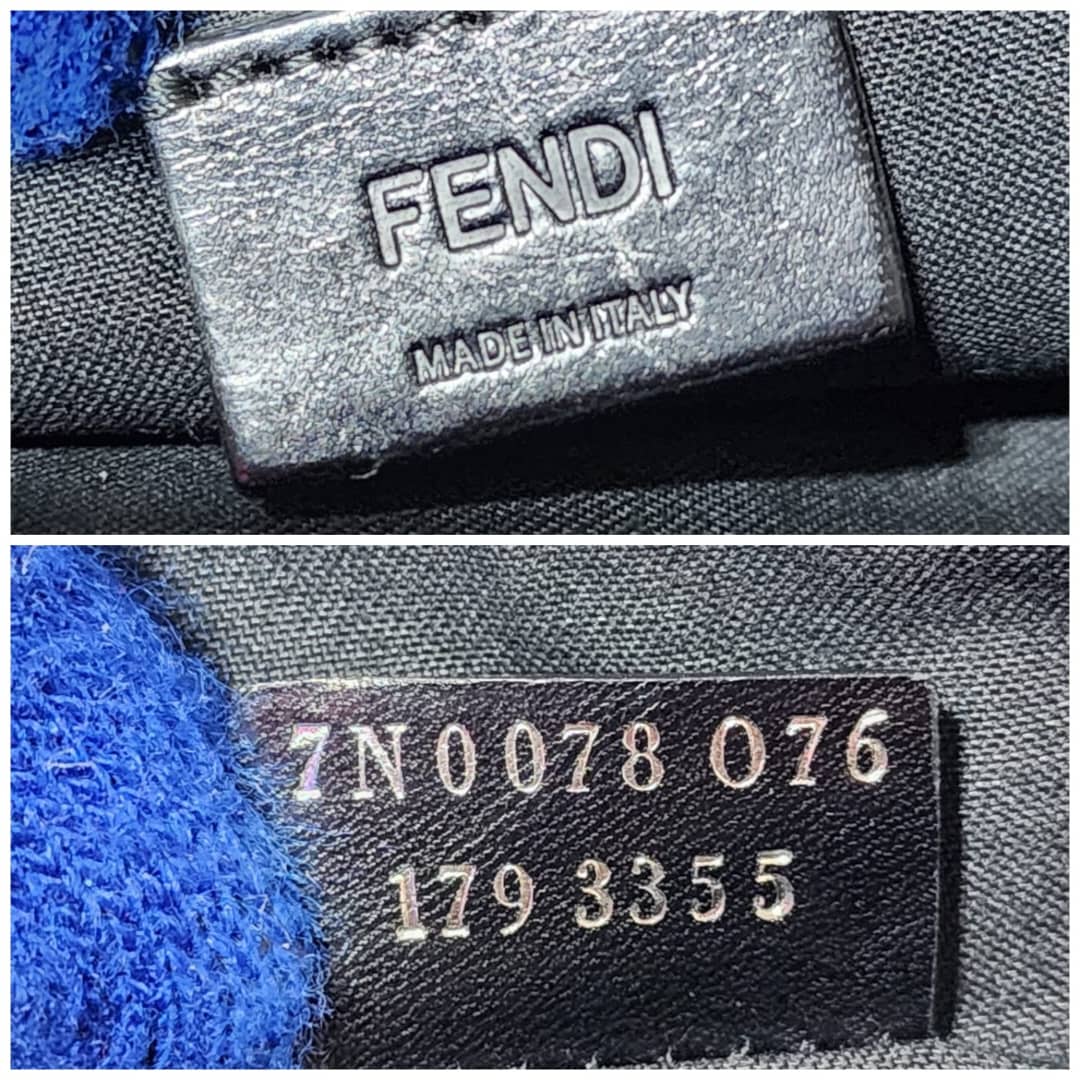 FENDI
MADE IN ITALY
7N0078 O76
179 3355